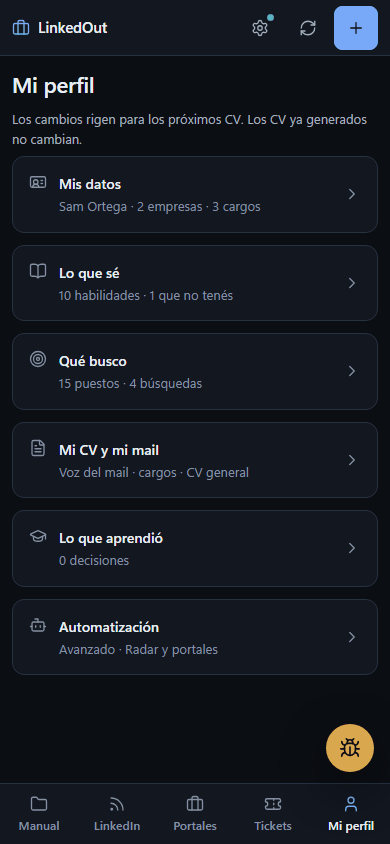 LinkedOut
Mi perfil
Los cambios rigen para los próximos CV. Los CV ya generados
no cambian.
Mis datos
Sam Ortega · 2 empresas · 3 cargos
Lo que sé
10 habilidades · 1 que no tenés
Qué busco
15 puestos · 4 búsquedas
Mi CV y mi mail
Voz del mail · cargos · CV general
Lo que aprendió
0 decisiones
Automatización
Avanzado · Radar y portales
Manual LinkedIn Portales Tickets Mi perfil